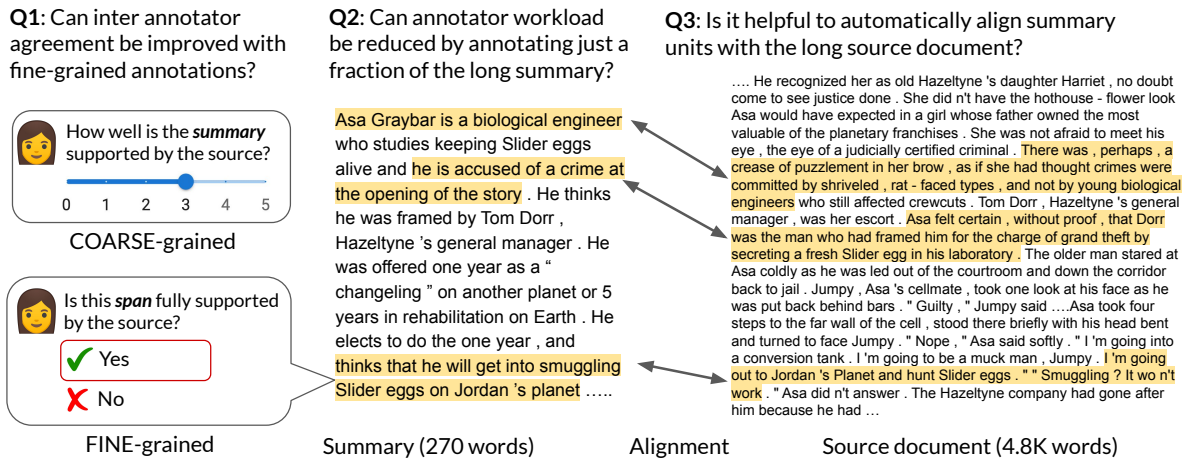 Q1: Can inter annotator
agreement be improved with
fine-grained annotations?
How well is the summary
supported by the source?
0 1 2 3 4 5
COARSE-grained
Is this span fully supported
by the source?
Yes
No
FINE-grained
Q2: Can annotator workload
be reduced by annotating just a
fraction of the long summary?
Asa Graybar is a biological engineer
who studies keeping Slider eggs
alive and he is accused of a crime at
the opening of the story . He thinks
he was framed by Tom Dorr ,
Hazeltyne 's general manager . He
was offered one year as a “
changeling ” on another planet or 5
years in rehabilitation on Earth . He
elects to do the one year , and
thinks that he will get into smuggling
Slider eggs on Jordan 's planet .....
Summary (270 words)
Alignment
Q3: Is it helpful to automatically align summary
units with the long source document?
.... He recognized her as old Hazeltyne 's daughter Harriet , no doubt
come to see justice done . She did n't have the hothouse - flower look
Asa would have expected in a girl whose father owned the most
valuable of the planetary franchises . She was not afraid to meet his
eye , the eye of a judicially certified criminal . There was , perhaps , a
crease of puzzlement in her brow , as if she had thought crimes were
committed by shriveled , rat - faced types , and not by young biological
engineers who still affected crewcuts . Tom Dorr , Hazeltyne 's general
manager , was her escort . Asa felt certain , without proof , that Dorr
was the man who had framed him for the charge of grand theft by
secreting a fresh Slider egg in his laboratory . The older man stared at
Asa coldly as he was led out of the courtroom and down the corridor
back to jail . Jumpy , Asa 's cellmate , took one look at his face as he
was put back behind bars . " Guilty , " Jumpy said ....Asa took four
steps to the far wall of the cell , stood there briefly with his head bent
and turned to face Jumpy . " Nope , " Asa said softly . " I 'm going into
a conversion tank . I 'm going to be a muck man , Jumpy . I 'm going
out to Jordan 's Planet and hunt Slider eggs . " " Smuggling ? It wo n't
work . " Asa did n't answer . The Hazeltyne company had gone after
him because he had ...
Source document (4.8K words)